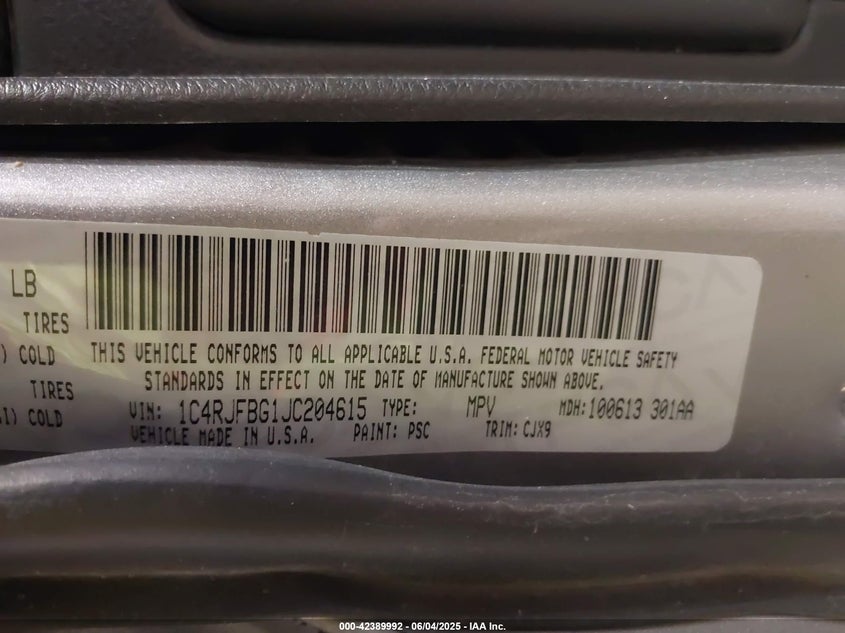 LB
TIRES
I) COLD
TIRES
I) COLD
THIS VEHICLE CONFORMS TO ALL APPLICABLE U.S.A. FEDERAL MOTOR VEHICLE SAFETY
STANDARDS IN EFFECT ON THE DATE OF MANUFACTURE SHOWN ABOVE.
VIN: 1C4RJFBG1JC204615 TYPE: MPV MDH:100613 301AA
VEHICLE MADE IN U.S.A. PAINT: PSC TRIM: CJX9
000-42389992 - 06/04/2025 - IAA Inc.